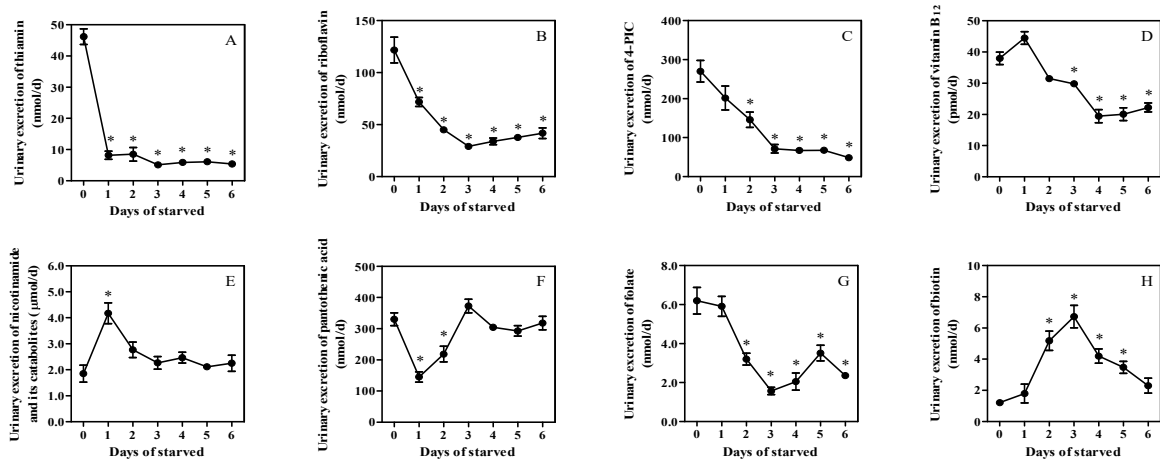 Urinary excretion of thiamin
(nmol/d)
50
40
30
20
10
0
A
* * * * * *
0 1 2 3 4 5 6
Days of starved
Urinary excretion of riboflavin
(nmol/d)
150
100
50
0
B
* * * * * *
0 1 2 3 4 5 6
Days of starved
Urinary excretion of 4-PIC
(nmol/d)
400
300
200
100
0
C
* * * * *
0 1 2 3 4 5 6
Days of starved
Urinary excretion of vitamin B12
(pmol/d)
50
40
30
20
10
0
D
* * * *
0 1 2 3 4 5 6
Days of starved
Urinary excretion of nicotinamide
and its catabolites (μmol/d)
6.0
5.0
4.0
3.0
2.0
1.0
0.0
E
*
0 1 2 3 4 5 6
Days of starved
Urinary excretion of pantothenic acid
(nmol/d)
500
400
300
200
100
0
F
* *
0 1 2 3 4 5 6
Days of starved
Urinary excretion of folate
(nmol/d)
8.0
6.0
4.0
2.0
0.0
G
* * * * *
0 1 2 3 4 5 6
Days of starved
Urinary excretion of biotin
(nmol/d)
10
8
6
4
2
0
H
* * * *
0 1 2 3 4 5 6
Days of starved